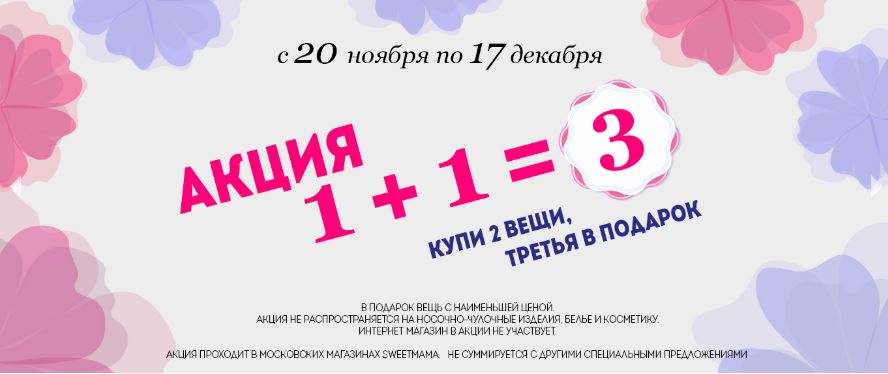 с 20 ноября по 17 декабря
АКЦИЯ
1 + 1 = 3
КУПИ 2 ВЕЩИ,
ТРЕТЬЯ В ПОДАРОК
В ПОДАРОК ВЕЩЬ С НАИМЕНЬШЕЙ ЦЕНОЙ.
АКЦИЯ НЕ РАСПРОСТРАНЯЕТСЯ НА НОСОЧНО-ЧУЛОЧНЫЕ ИЗДЕЛИЯ, БЕЛЬЕ И КОСМЕТИКУ.
ИНТЕРНЕТ МАГАЗИН В АКЦИИ НЕ УЧАСТВУЕТ.
АКЦИЯ ПРОХОДИТ В МОСКОВСКИХ МАГАЗИНАХ SWEETMAMA. НЕ СУММИРУЕТСЯ С ДРУГИМИ СПЕЦИАЛЬНЫМИ ПРЕДЛОЖЕНИЯМИ